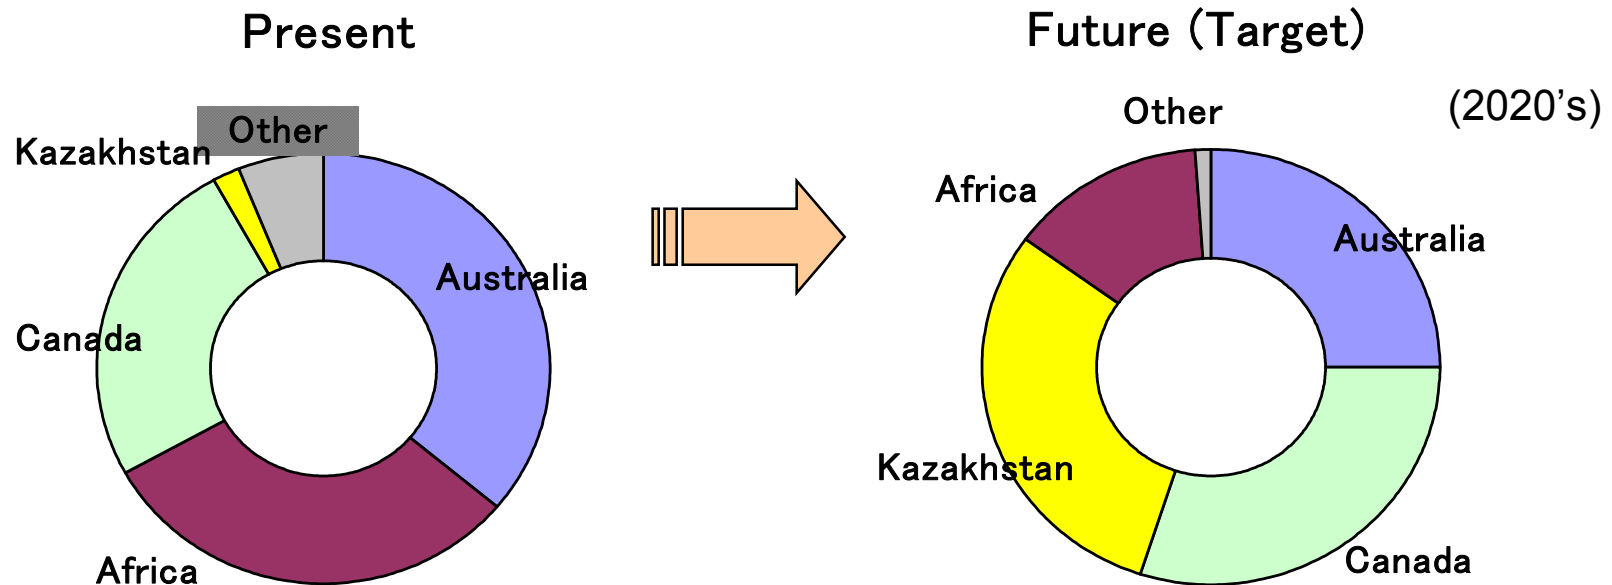 Present
Other
Kazakhstan
Australia
Canada
Africa
Future (Target)
(2020's)
Other
Africa
Australia
Kazakhstan
Canada